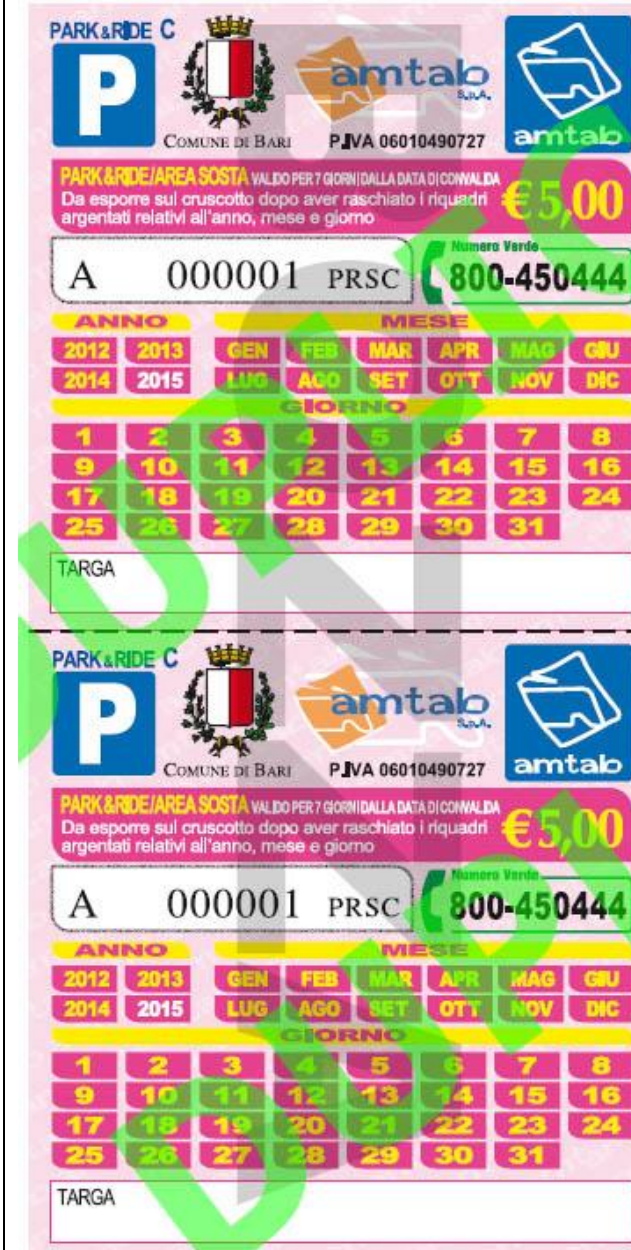 PARK & RIDE C
P
amtab
S.p.A.
amtab
COMUNE DI BARI
P.IVA 06010490727
PARK & RIDE/AREA SOSTA VALIDO PER 7 GIORNI DALLA DATA DI CONVALIDA
Da esporre sul cruscotto dopo aver raschiato i riquadri
argentati relativi all'anno, mese e giorno
€ 5,00
A 000001 PRSC
Numero Verde
800-450444
ANNO MESE
2012 2013 GEN FEB MAR APR MAG GIU
2014 2015 LUG AGO SET OTT NOV DIC
GIORNO
1 2 3 4 5 6 7 8
9 10 11 12 13 14 15 16
17 18 19 20 21 22 23 24
25 26 27 28 29 30 31
TARGA
PARK & RIDE C
P
amtab
S.p.A.
amtab
COMUNE DI BARI
P.IVA 06010490727
PARK & RIDE/AREA SOSTA VALIDO PER 7 GIORNI DALLA DATA DI CONVALIDA
Da esporre sul cruscotto dopo aver raschiato i riquadri
argentati relativi all'anno, mese e giorno
€ 5,00
A 000001 PRSC
Numero Verde
800-450444
ANNO MESE
2012 2013 GEN FEB MAR APR MAG GIU
2014 2015 LUG AGO SET OTT NOV DIC
GIORNO
1 2 3 4 5 6 7 8
9 10 11 12 13 14 15 16
17 18 19 20 21 22 23 24
25 26 27 28 29 30 31
TARGA
DUPLIC
DUPL